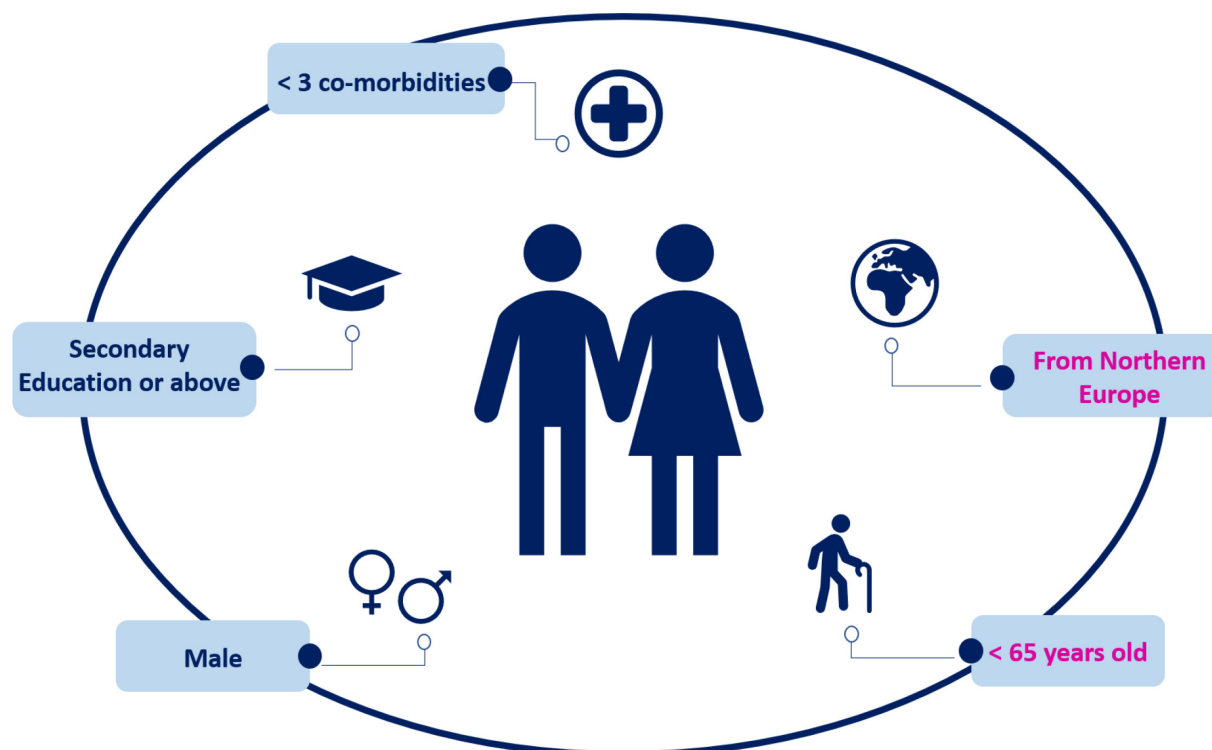 < 3 co-morbidities
Secondary
Education or above
From Northern
Europe
Male
< 65 years old